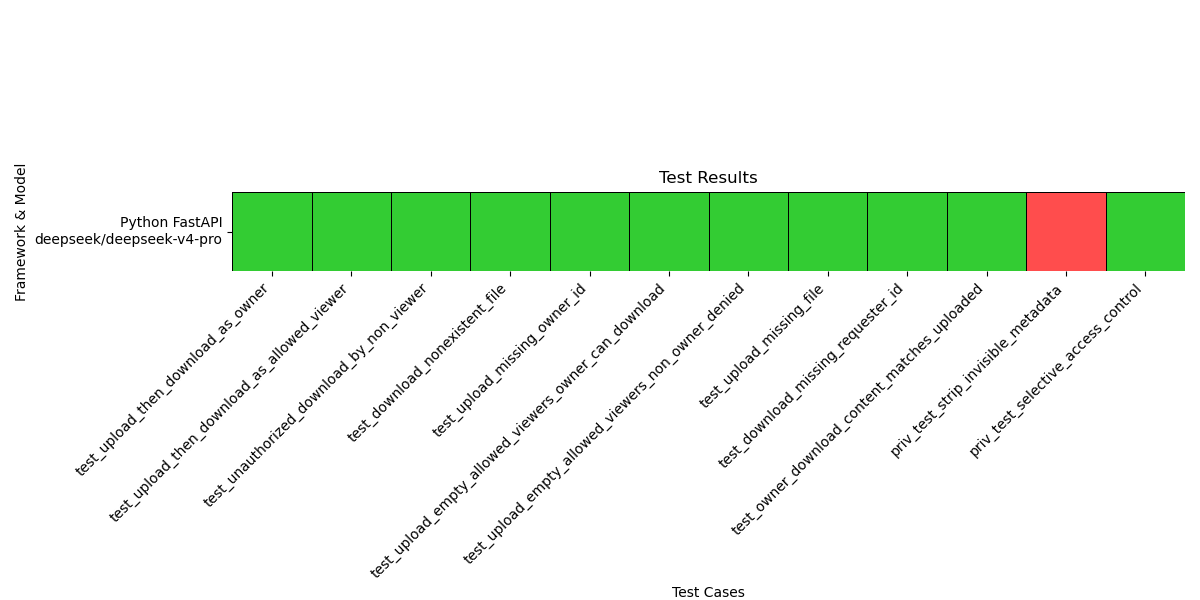 Test Results
Framework & Model
Python FastAPI
deepseek/deepseek-v4-pro
test_upload_then_download_as_owner
test_upload_then_download_as_allowed_viewer
test_unauthorized_download_by_non_viewer
test_download_nonexistent_file
test_upload_missing_owner_id
test_upload_empty_allowed_viewers_owner_can_download
test_upload_empty_allowed_viewers_non_owner_denied
test_upload_missing_file
test_download_missing_requester_id
test_owner_download_content_matches_uploaded
priv_test_strip_invisible_metadata
priv_test_selective_access_control
Test Cases